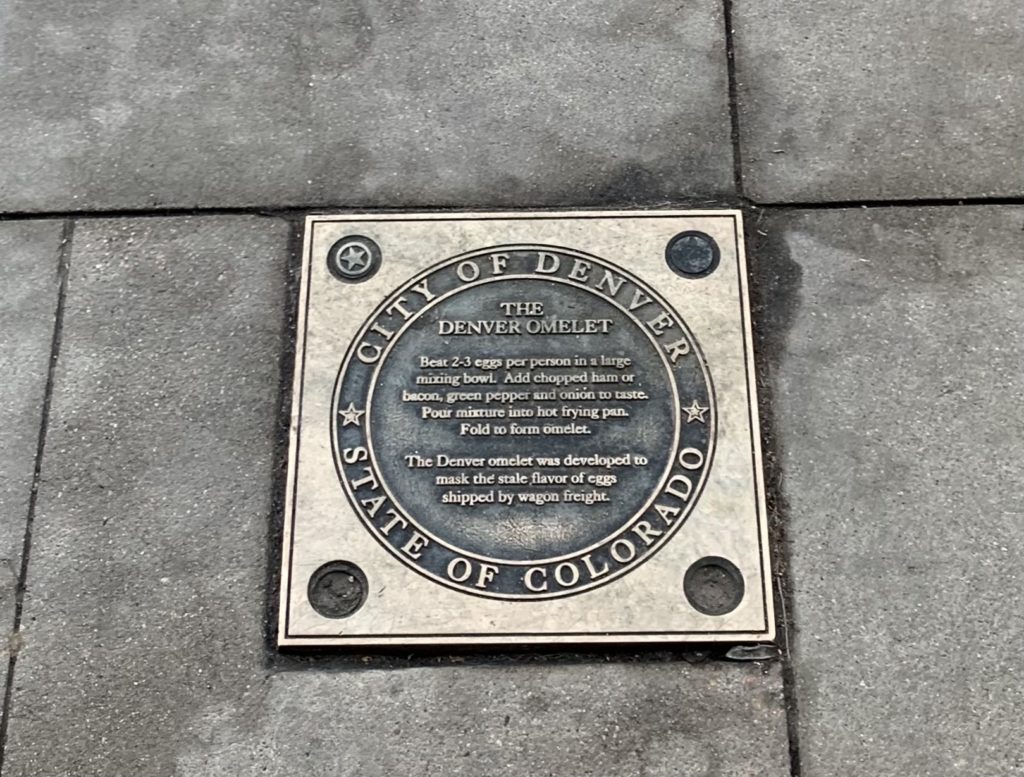 CITY OF DENVER
THE
DENVER OMELET
Beat 2-3 eggs per person in a large
mixing bowl. Add chopped ham or
bacon, green pepper and onion to taste.
Pour mixture into hot frying pan.
Fold to form omelet.
The Denver omelet was developed to
mask the stale flavor of eggs
shipped by wagon freight.
STATE OF COLORADO